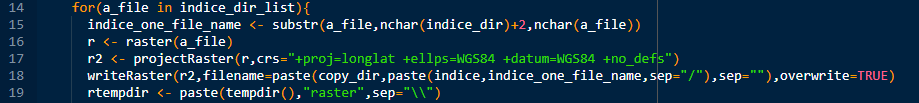 14 for(a_file in indice_dir_list){
15 indice_one_file_name <- substr(a_file,nchar(indice_dir)+2,nchar(a_file))
16 r <- raster(a_file)
17 r2 <- projectRaster(r,crs="+proj=longlat +ellps=WGS84 +datum=WGS84 +no_defs")
18 writeRaster(r2,filename=paste(copy_dir,paste(indice,indice_one_file_name,sep="/"),sep=""),overwrite=TRUE)
19 rtempdir <- paste(tempdir(),"raster",sep="\\")